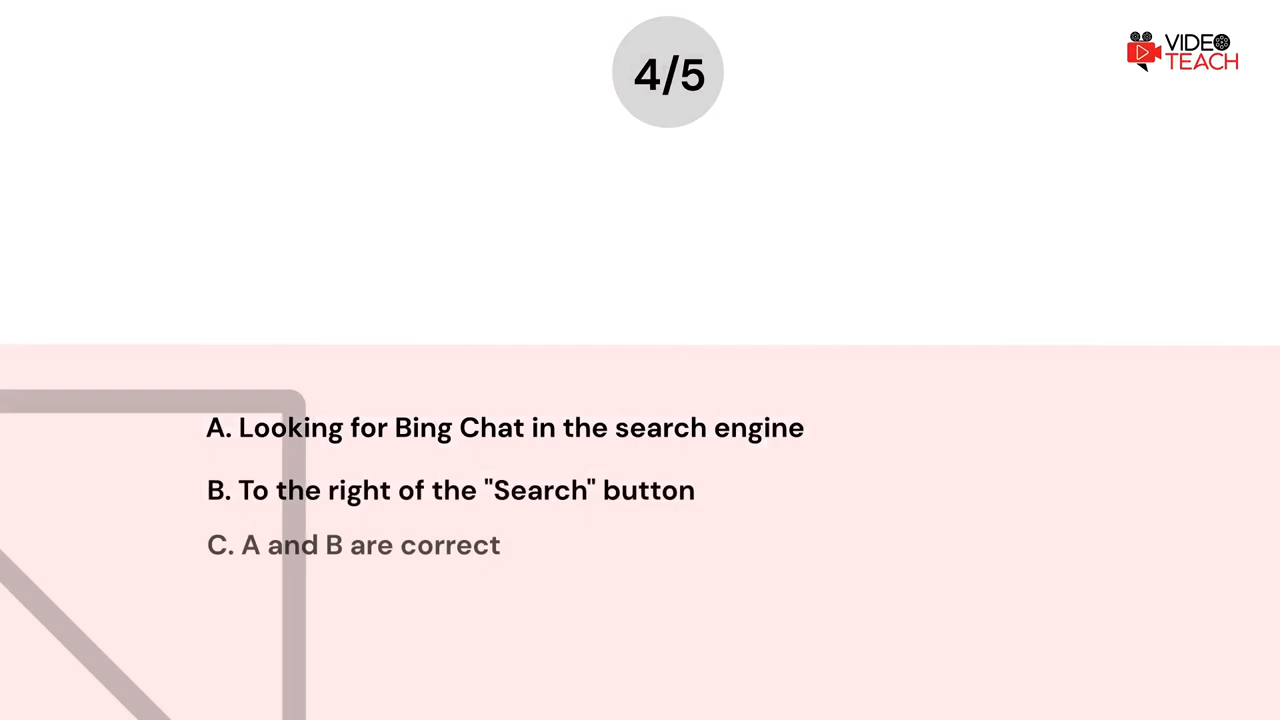 4/5
VIDEO
TEACH
A. Looking for Bing Chat in the search engine
B. To the right of the "Search" button
C. A and B are correct